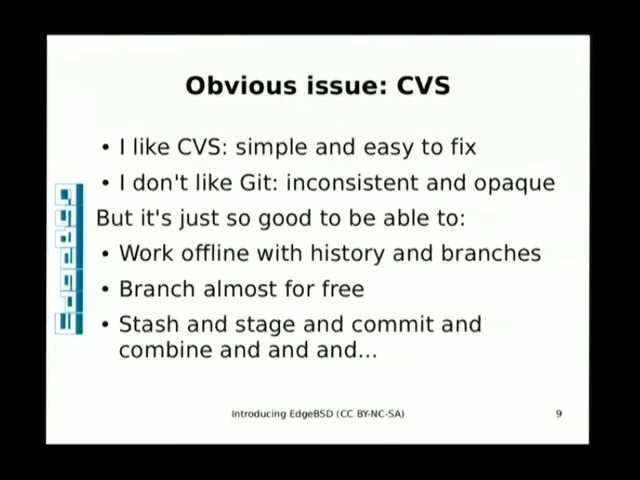 Obvious issue: CVS
• I like CVS: simple and easy to fix
• I don't like Git: inconsistent and opaque
But it's just so good to be able to:
• Work offline with history and branches
• Branch almost for free
• Stash and stage and commit and
combine and and and...
Introducing EdgeBSD (CC BY-NC-SA)
9